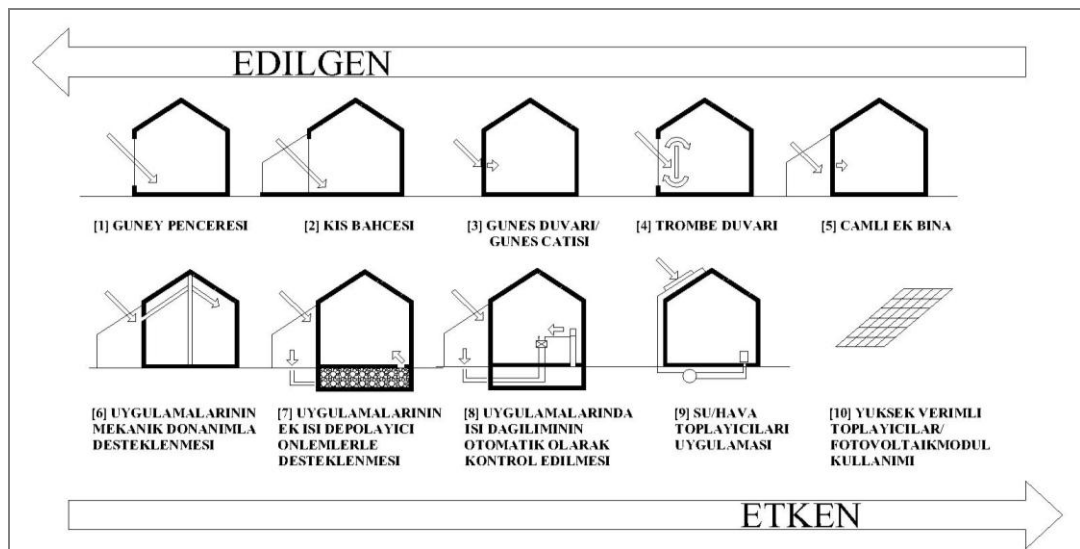 EDILGEN
[1] GUNEY PENCERESI
[2] KIS BAHCESI
[3] GUNES DUVARI/
GUNES CATISI
[4] TROMBE DUVARI
[5] CAMLI EK BINA
[6] UYGULAMALARININ
MEKANIK DONANIMLA
DESTEKLENMESI
[7] UYGULAMALARININ
EK ISI DEPOLAYICI
ONLEMLERLE
DESTEKLENMESI
[8] UYGULAMALARINDA
ISI DAGILIMININ
OTOMATIK OLARAK
KONTROL EDILMESI
[9] SU/HAVA
TOPLAYICILARI
UYGULAMASI
[10] YUKSEK VERIMLI
TOPLAYICILAR/
FOTOVOLTAIKMODUL
KULLANIMI
ETKEN